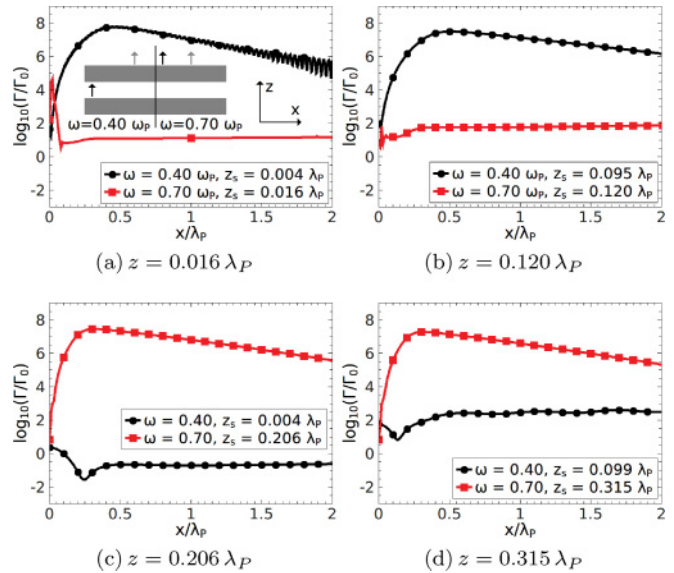 log₁₀(Γ/Γ₀)
8
6
4
2
0
-2
z
x
ω=0.40 ωₚ ω=0.70 ωₚ
ω = 0.40 ωₚ, zₛ = 0.004 λₚ
ω = 0.70 ωₚ, zₛ = 0.016 λₚ
0 0.5 1 1.5 2
x/λₚ
(a) z = 0.016 λ_P
log₁₀(Γ/Γ₀)
8
6
4
2
0
-2
ω = 0.40 ωₚ, zₛ = 0.095 λₚ
ω = 0.70 ωₚ, zₛ = 0.120 λₚ
0 0.5 1 1.5 2
x/λₚ
(b) z = 0.120 λ_P
log₁₀(Γ/Γ₀)
8
6
4
2
0
-2
ω = 0.40, zₛ = 0.004 λₚ
ω = 0.70, zₛ = 0.206 λₚ
0 0.5 1 1.5 2
x/λₚ
(c) z = 0.206 λ_P
log₁₀(Γ/Γ₀)
8
6
4
2
0
-2
ω = 0.40, zₛ = 0.099 λₚ
ω = 0.70, zₛ = 0.315 λₚ
0 0.5 1 1.5 2
x/λₚ
(d) z = 0.315 λ_P